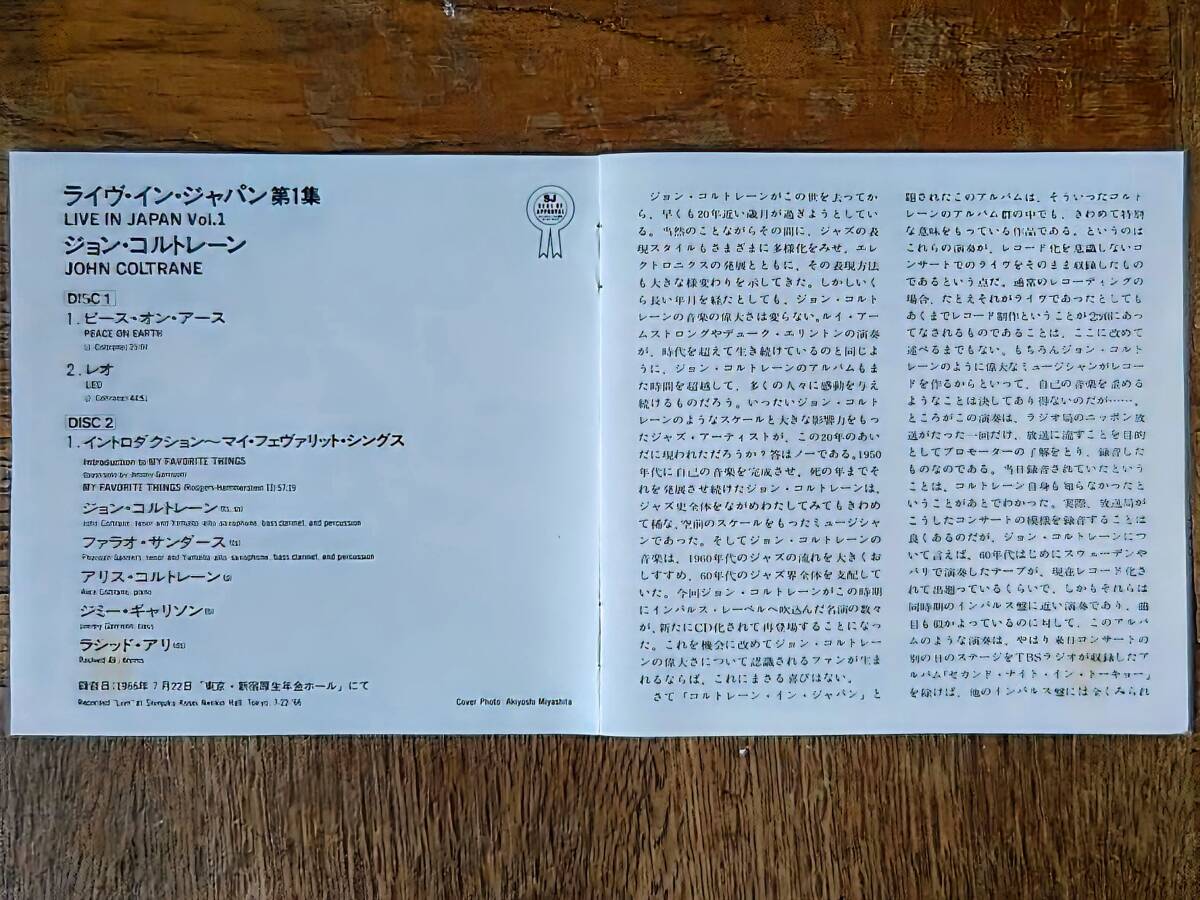 ライヴ・イン・ジャパン 第1集
LIVE IN JAPAN Vol.1
ジョン・コルトレーン
JOHN COLTRANE
SJ
SEAL OF
APPROVAL
DISC 1
1. ピース・オン・アース
PEACE ON EARTH
2. レオ
LEO
DISC 2
1. イントロダクション〜マイ・フェヴァリット・シングス
Introduction to MY FAVORITE THINGS
MY FAVORITE THINGS (Rodgers-Hammerstein II) 57:19
ジョン・コルトレーン
John Coltrane, tenor and Yamaha alto saxophone, bass clarinet, and percussion
ファラオ・サンダース
tenor and Yamaha alto saxophone, bass clarinet, and percussion
アリス・コルトレーン
Alice Coltrane, piano
ジミー・ギャリソン
Jimmy Garrison, bass
ラシッド・アリ
Rashied Ali, drums
録音日:1966年7月22日「東京・新宿厚生年金ホール」にて
Recorded "Live" at Shinjuku Kosei Nenkin Hall, Tokyo, 7-22-'66
Cover Photo: Akiyoshi Miyashita
ジョン・コルトレーンがこの世を去ってか
ら、早くも20年近い歳月が過ぎようとしてい
る。当然のことながらその間に、ジャズの表
現スタイルもさまざまに多様化をみせ、エレ
クトロニクスの発展とともに、その表現方法
も大きな様変わりを示してきた。しかしいく
ら長い年月を経たとしても、ジョン・コルト
レーンの音楽の偉大さは変らない。ルイ・アー
ムストロングやデューク・エリントンの演奏
が、時代を超えて生き続けているのと同じよ
うに、ジョン・コルトレーンのアルバムもま
た時間を超越して、多くの人々に感動を与え
続けるものだろう。いったいジョン・コルト
レーンのようなスケールと大きな影響力をもっ
たジャズ・アーティストが、この20年のあい
だに現われただろうか?答はノーである。1950
年代に自己の音楽を完成させ、死の年までそ
れを発展させ続けたジョン・コルトレーンは、
ジャズ史全体をながめわたしてみてもきわめ
て稀な、空前のスケールをもったミュージシャ
ンであった。そしてジョン・コルトレーンの
音楽は、1960年代のジャズの流れを大きくお
しすすめ、60年代のジャズ界全体を支配して
いた。今回ジョン・コルトレーンがこの時期
にインパルス・レーベルへ吹込んだ名演の数々
が、新たにCD化されて再登場することになっ
た。これを機会に改めてジョン・コルトレー
ンの偉大さについて認識されるファンが生ま
れるならば、これにまさる喜びはない。
さて「コルトレーン・イン・ジャパン」と
題されたこのアルバムは、そういったコルト
レーンのアルバム群の中でも、きわめて特別
な意味をもっている作品である。というのは
これらの演奏が、レコード化を意識しないコ
ンサートでのライヴをそのまま収録したもの
であるという点だ。通常のレコーディングの
場合、たとえそれがライヴであったとしても
あくまでレコード制作ということが念頭にあっ
てなされるものであることは、ここに改めて
述べるまでもない。もちろんジョン・コルト
レーンのように偉大なミュージシャンがレコー
ドを作るからといって、自己の音楽を歪める
ようなことは決してあり得ないのだが……。
ところがこの演奏は、ラジオ局のニッポン放
送がたった一回だけ、放送に流すことを目的
としてプロモーターの了解をとり、録音した
ものなのである。当日録音されていたという
ことは、コルトレーン自身も知らなかったと
いうことがあとでわかった。実際、放送局が
こうしたコンサートの模様を録音することは
良くあるのだが、ジョン・コルトレーンにつ
いて言えば、60年代はじめにスウェーデンや
パリで演奏したテープが、現在レコード化さ
れて出廻っているくらいで、しかもそれらは
同時期のインパルス盤に近い演奏であり、曲
目も似かよっているのに対して、このアルバ
ムのような演奏は、やはり来日コンサートの
別の日のステージをTBSラジオが収録したア
ルバム「セカンド・ナイト・イン・トーキョー」
を除けば、他のインパルス盤には全くみられ